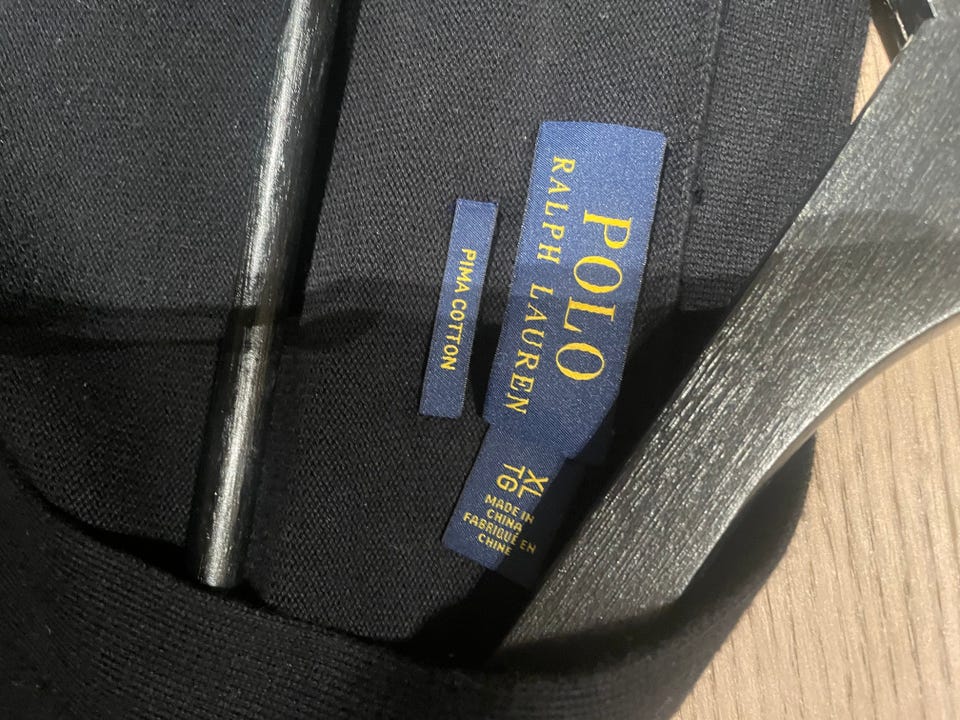 POLO
RALPH LAUREN
PIMA COTTON
XL
TG
MADE IN
CHINA
FABRIQUÉ EN
CHINE